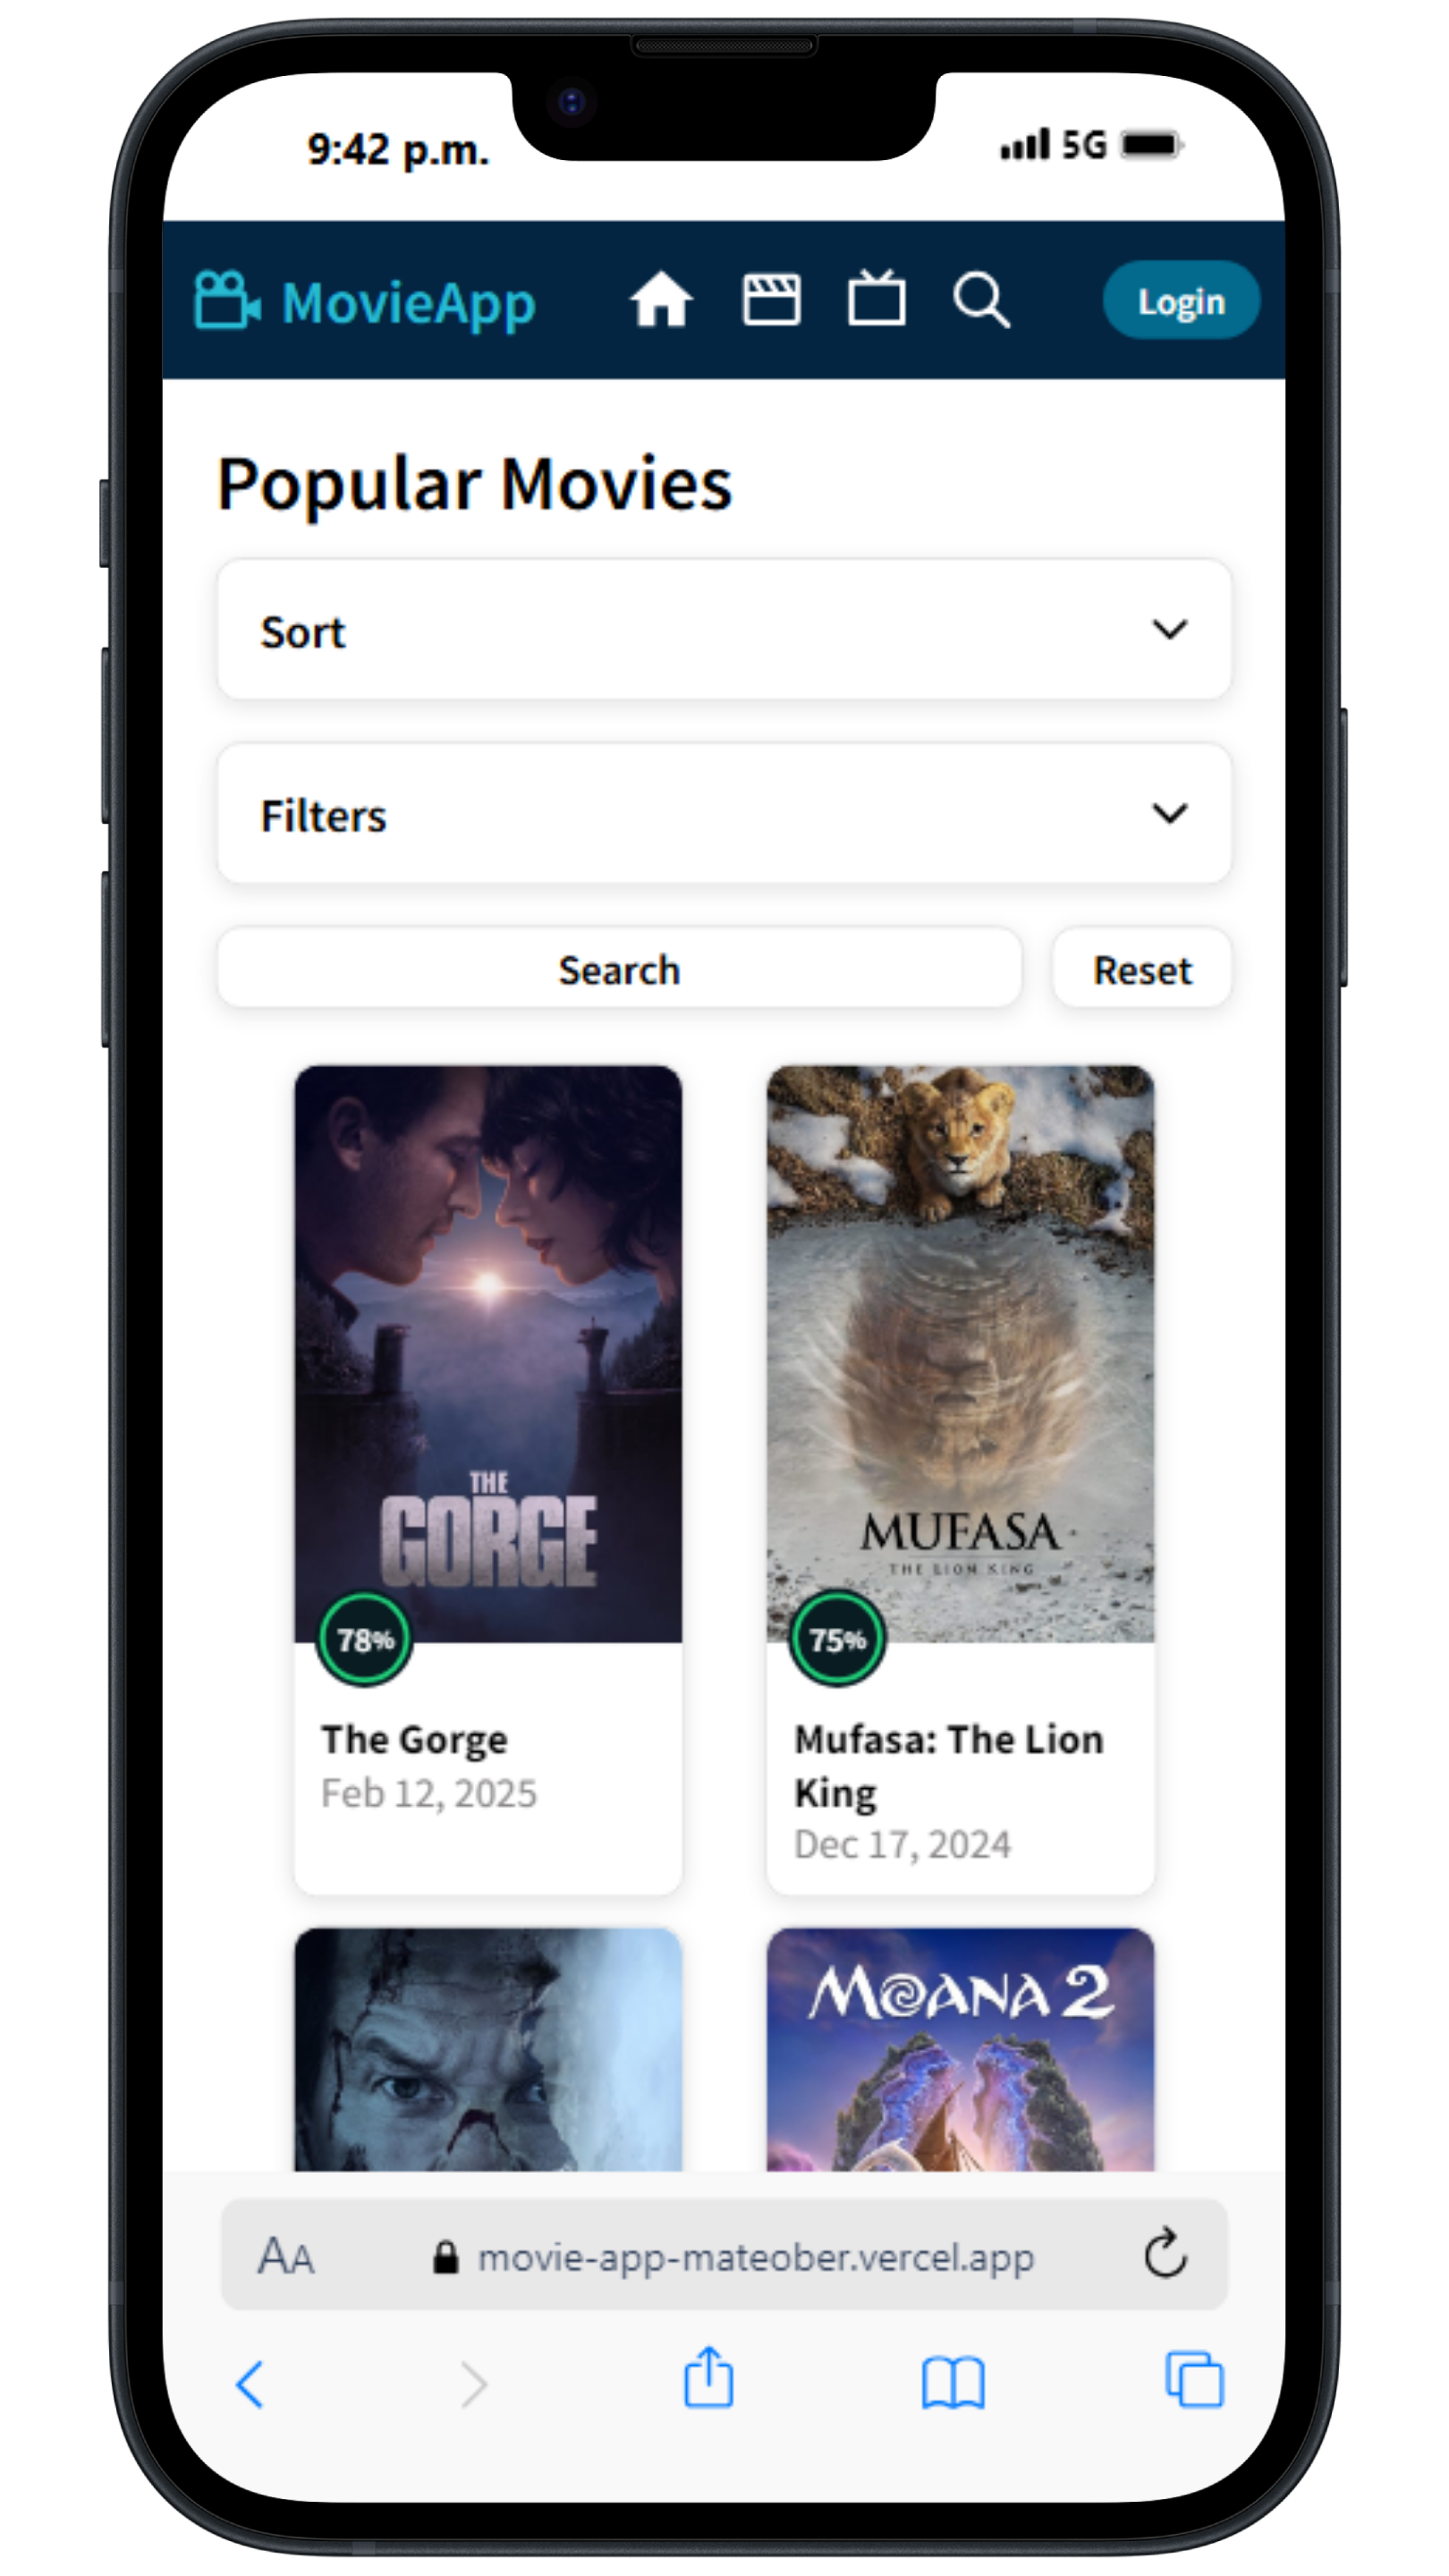 9:42 p.m.
5G
MovieApp
Login
Popular Movies
Sort
Filters
Search
Reset
THE
GORGE
MUFASA
THE LION KING
78%
75%
The Gorge
Feb 12, 2025
Mufasa: The Lion
King
Dec 17, 2024
MOANA 2
AA
movie-app-mateober.vercel.app